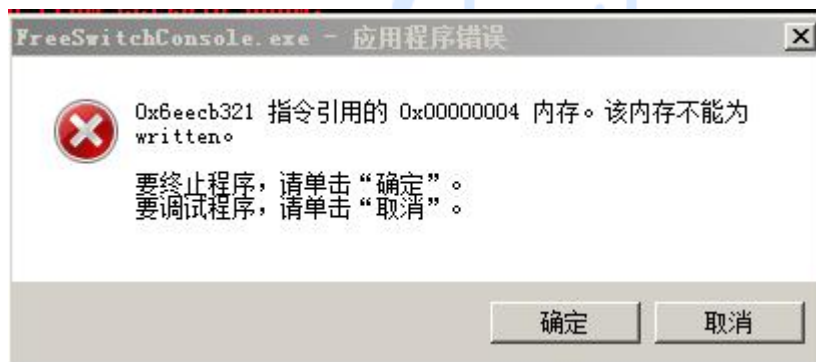 FreeSwitchConsole.exe - 应用程序错误
0x6eecb321 指令引用的 0x00000004 内存。该内存不能为
written。
要终止程序，请单击“确定”。
要调试程序，请单击“取消”。
确定
取消